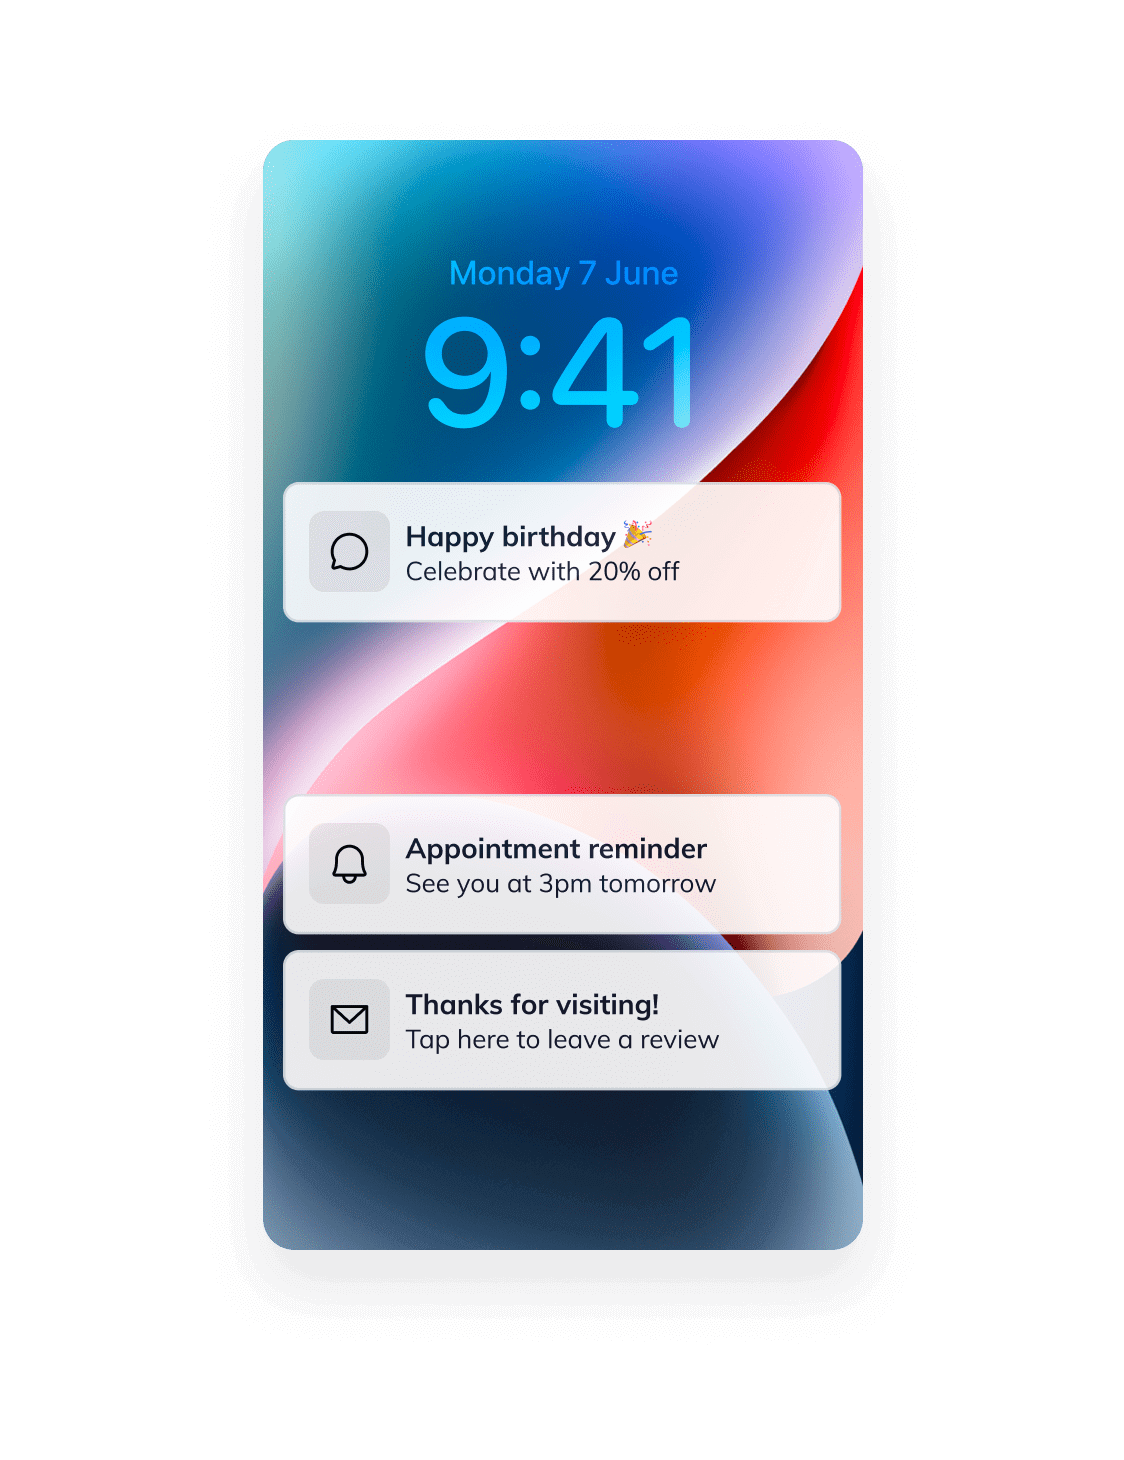 Monday 7 June
9:41
Happy birthday 🎉
Celebrate with 20% off
Appointment reminder
See you at 3pm tomorrow
Thanks for visiting!
Tap here to leave a review